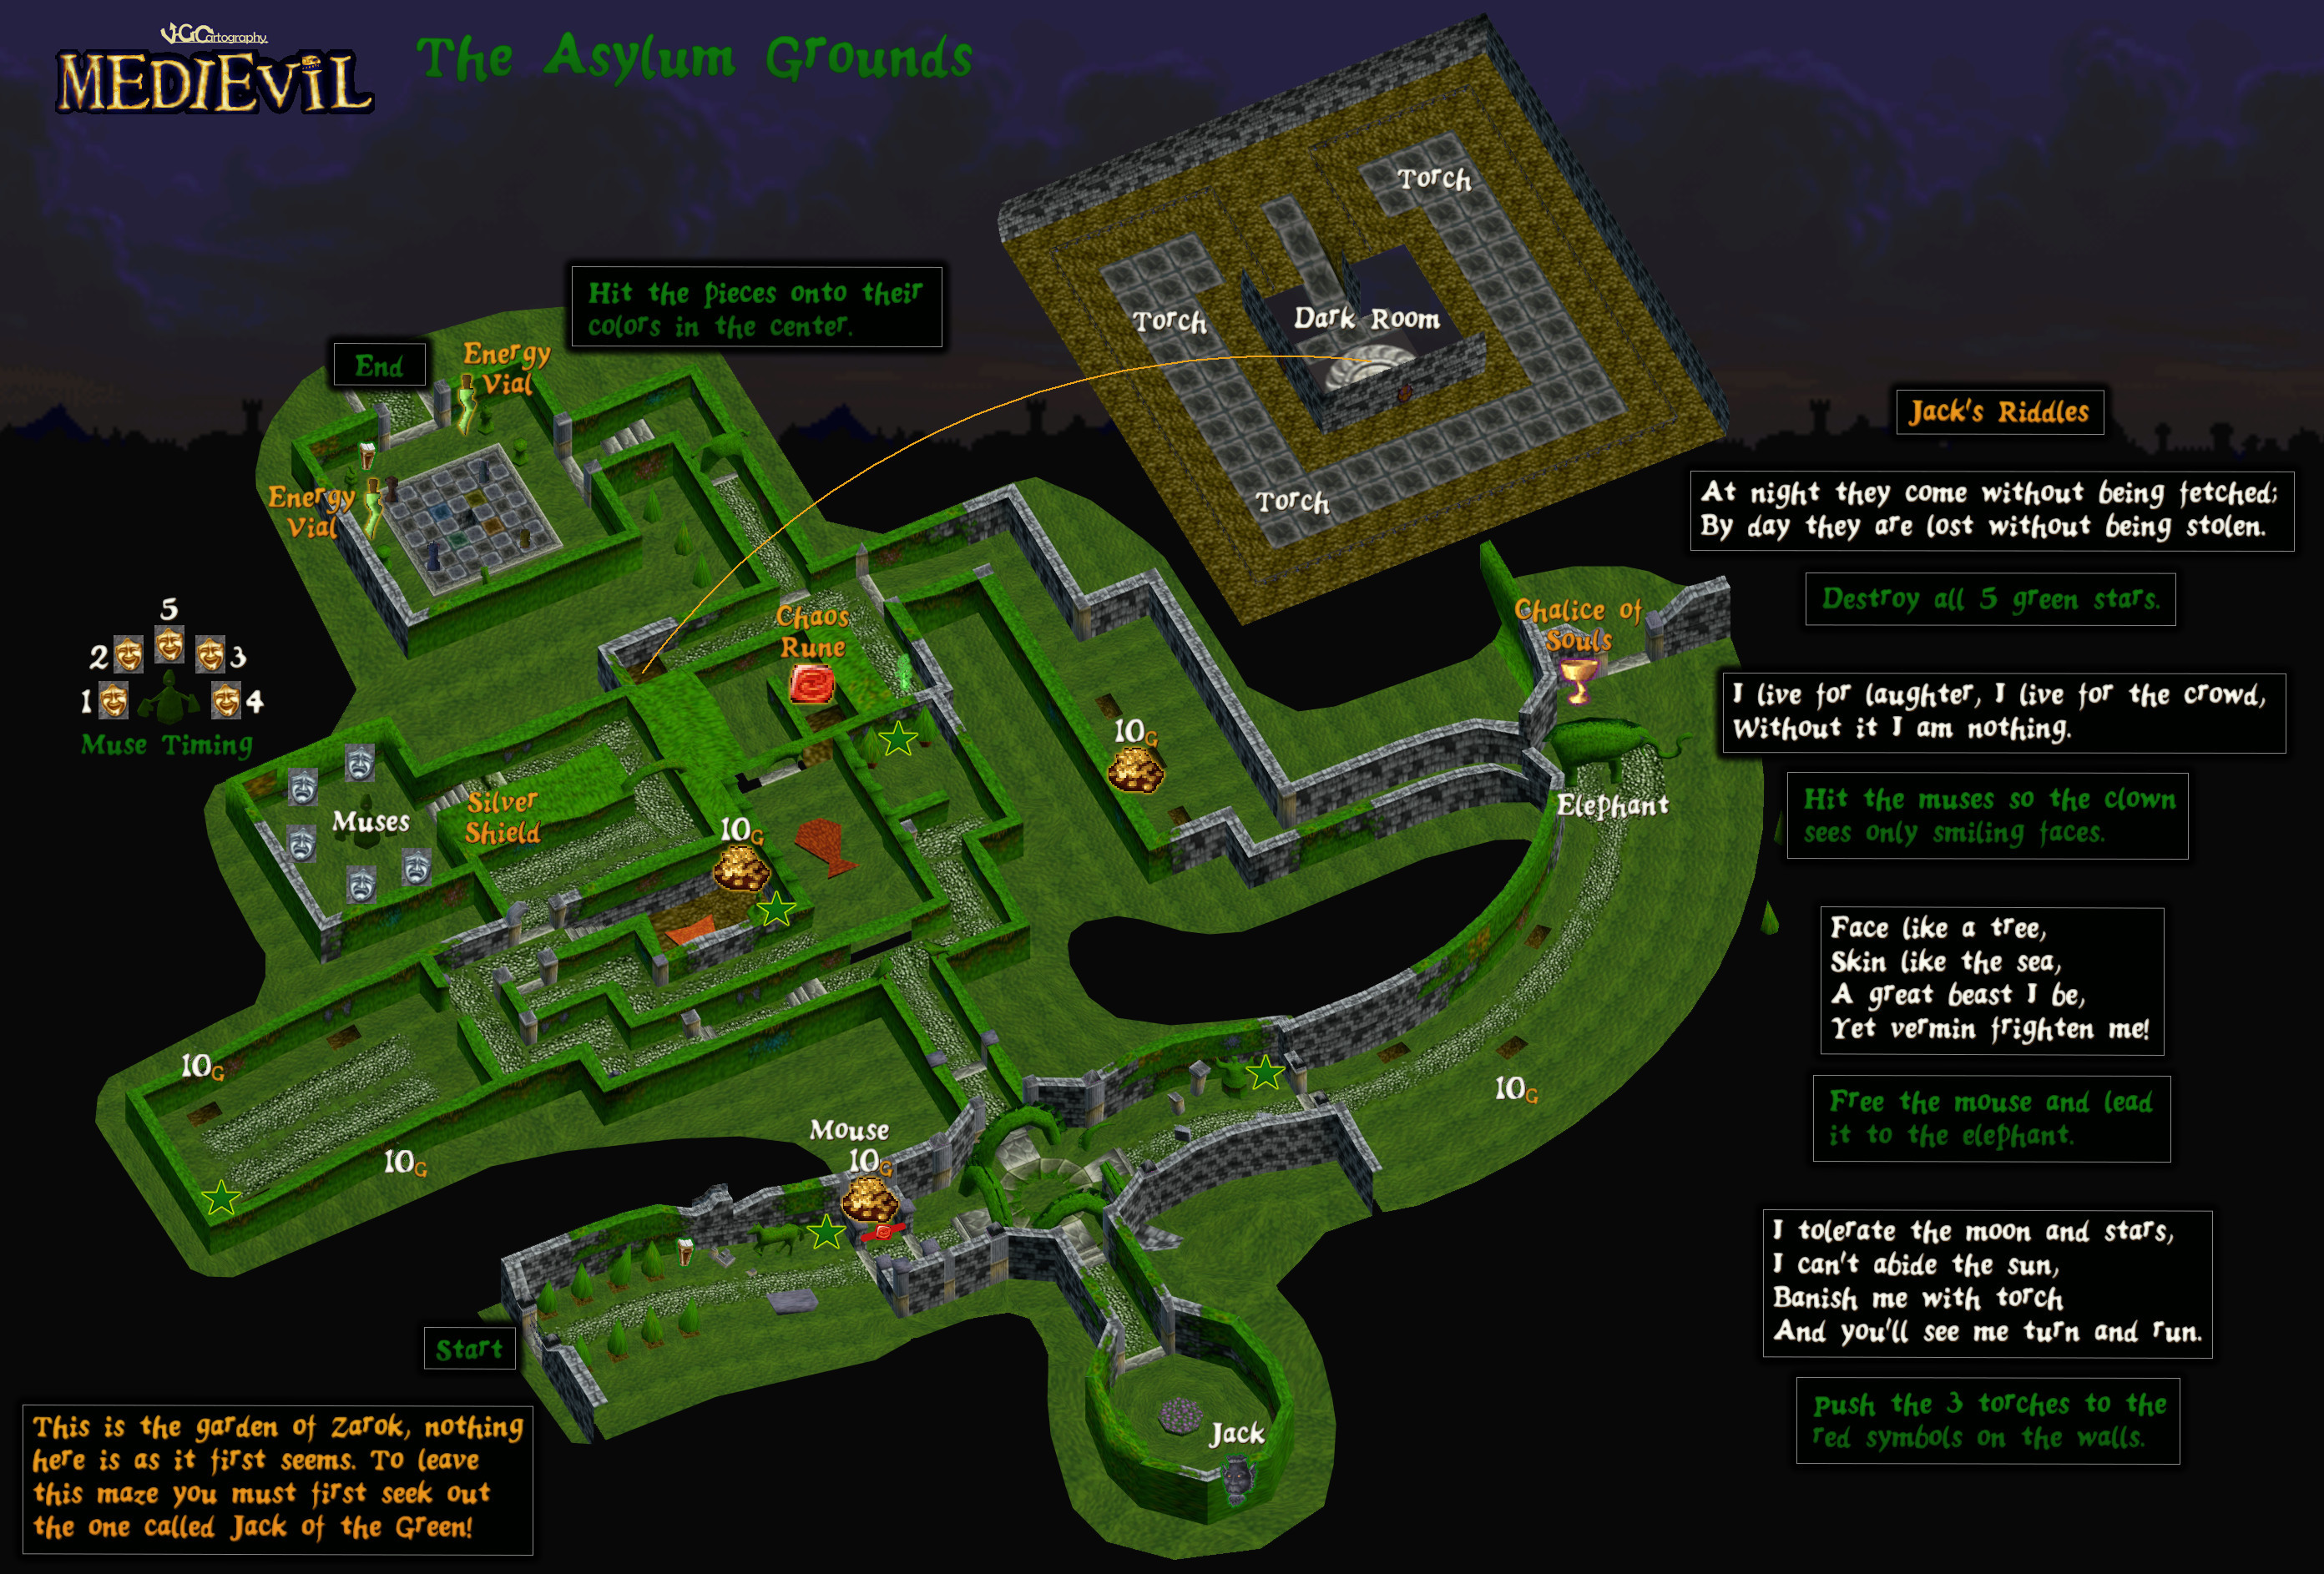 VGCartography
MEDIEVIL
The Asylum Grounds
Torch
Torch
Dark Room
Torch
Hit the pieces onto their
colors in the center.
End
Energy
Vial
Energy
Vial
Jack's Riddles
At night they come without being fetched;
By day they are lost without being stolen.
Destroy all 5 green stars.
I live for laughter, I live for the crowd,
Without it I am nothing.
Hit the muses so the clown
sees only smiling faces.
Face like a tree,
Skin like the sea,
A great beast I be,
Yet vermin frighten me!
Free the mouse and lead
it to the elephant.
I tolerate the moon and stars,
I can't abide the sun,
Banish me with torch
And you'll see me turn and run.
Push the 3 torches to the
red symbols on the walls.
5
2 3
1 4
Muse Timing
Chaos
Rune
Chalice of
Souls
10G
Elephant
Silver
Shield
Muses
10G
10G
10G
10G
Mouse
10G
Start
Jack
This is the garden of Zarok, nothing
here is as it first seems. To leave
this maze you must first seek out
the one called Jack of the Green!